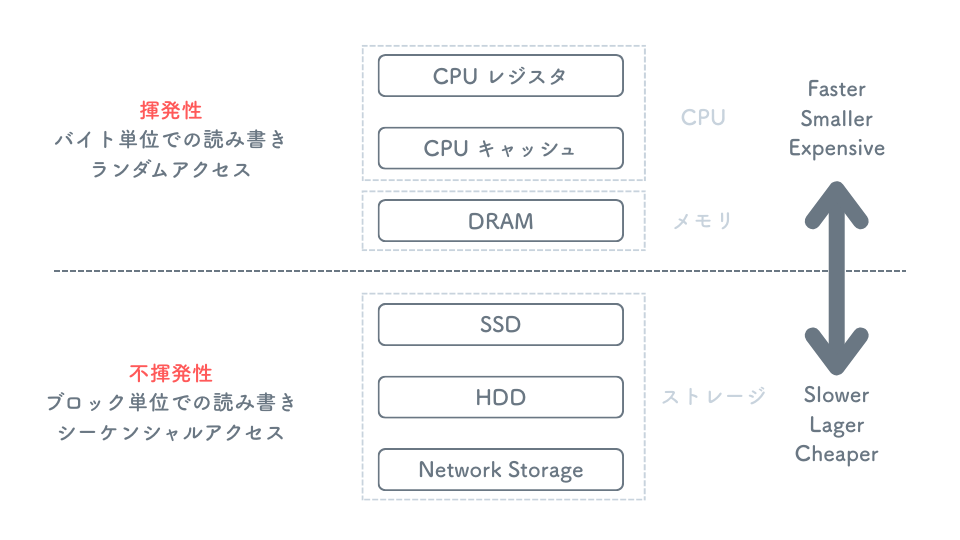 揮発性
バイト単位での読み書き
ランダムアクセス
CPU レジスタ
CPU キャッシュ
CPU
DRAM
メモリ
Faster
Smaller
Expensive
不揮発性
ブロック単位での読み書き
シーケンシャルアクセス
SSD
HDD
Network Storage
ストレージ
Slower
Lager
Cheaper